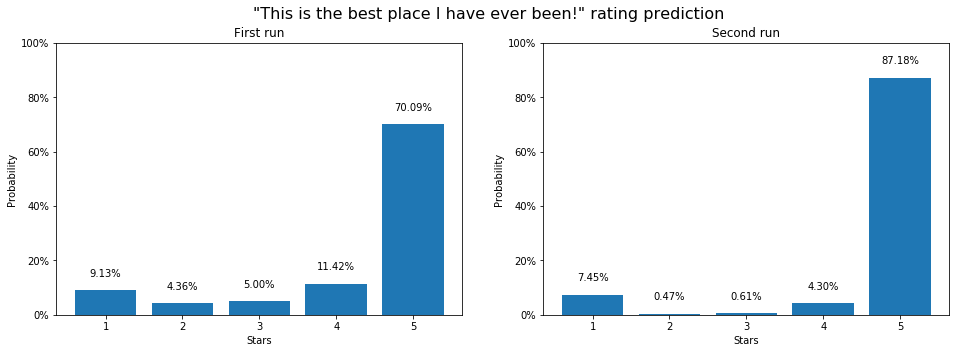 "This is the best place I have ever been!" rating prediction
First run
100%
80%
60%
40%
20%
0%
Probability
9.13%
4.36%
5.00%
11.42%
70.09%
1 2 3 4 5
Stars
Second run
100%
80%
60%
40%
20%
0%
Probability
7.45%
0.47%
0.61%
4.30%
87.18%
1 2 3 4 5
Stars